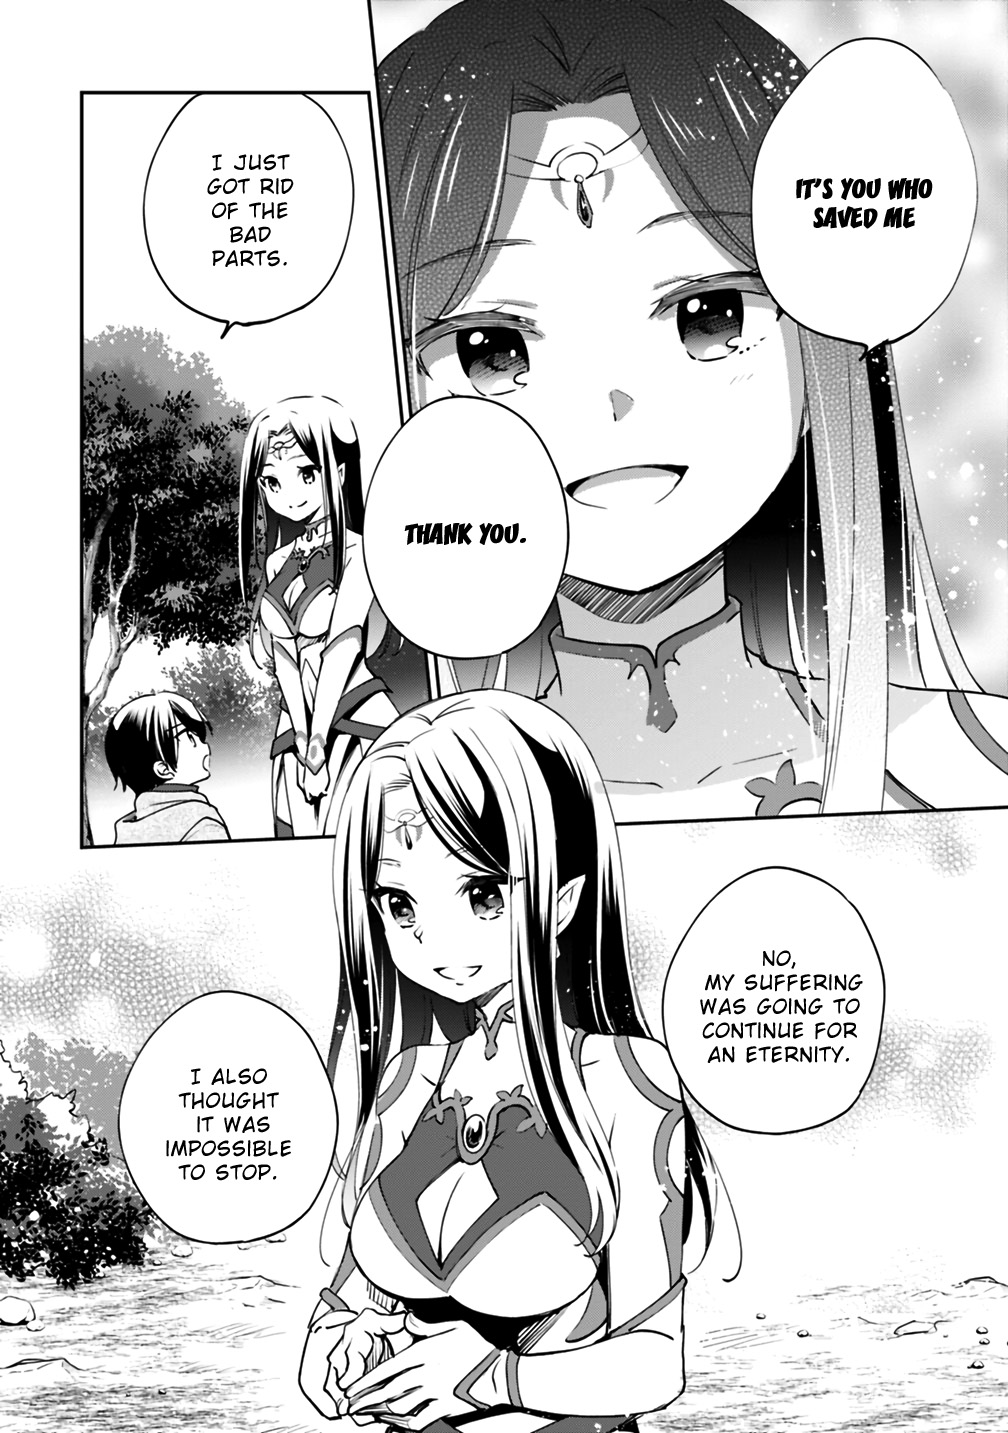 IT'S YOU WHO
SAVED ME
THANK YOU.
I JUST
GOT RID
OF THE
BAD
PARTS.
NO,
MY SUFFERING
WAS GOING TO
CONTINUE FOR
AN ETERNITY.
I ALSO
THOUGHT
IT WAS
IMPOSSIBLE
TO STOP.